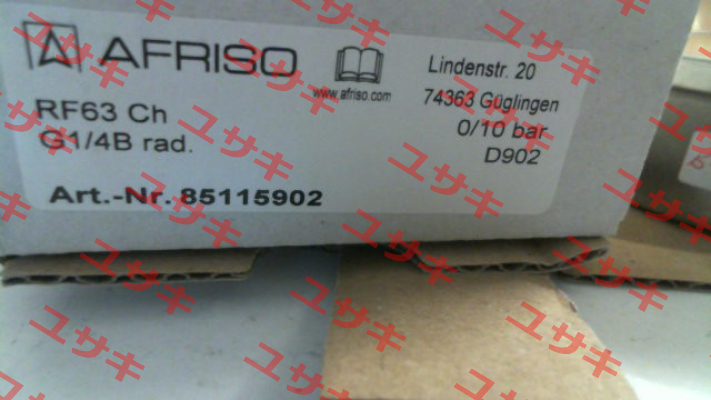 AFRISO
www.afriso.com
Lindenstr. 20
74363 Güglingen
RF63 Ch
0/10 bar
G1/4B rad.
D902
Art.-Nr. 85115902
ユサキ